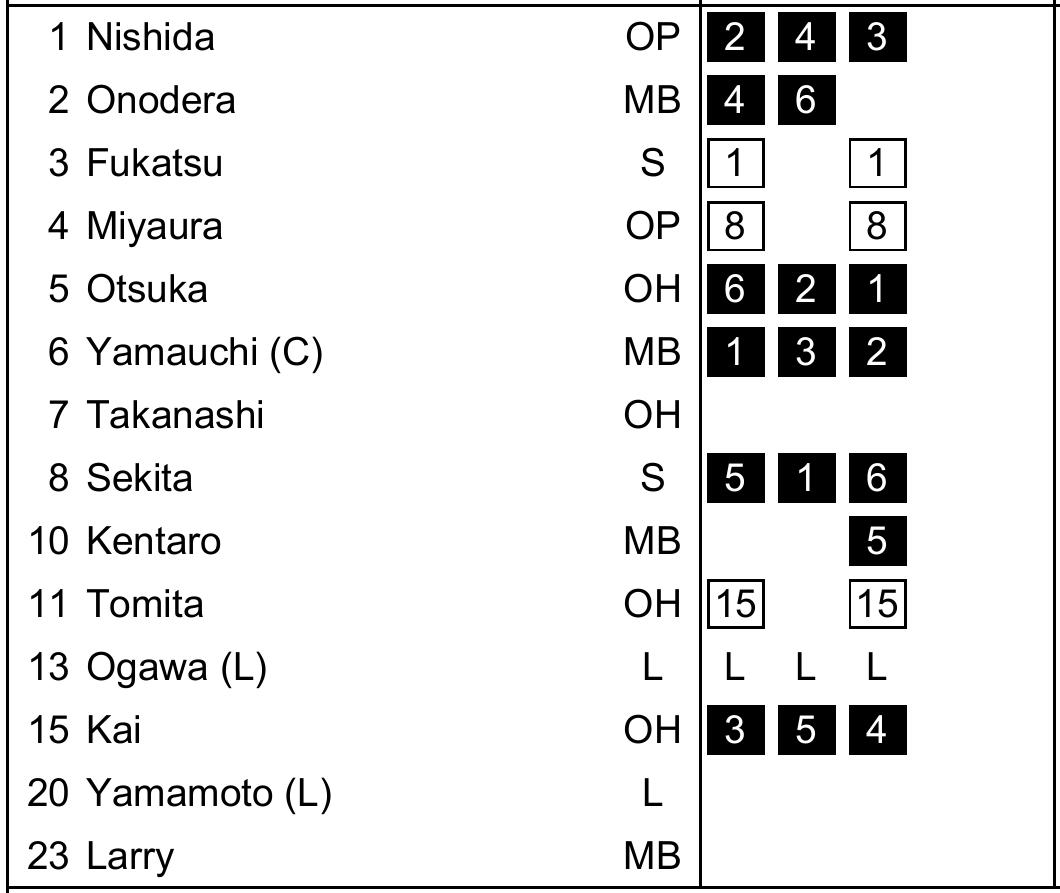 1 Nishida OP 2 4 3
2 Onodera MB 4 6
3 Fukatsu S 1 1
4 Miyaura OP 8 8
5 Otsuka OH 6 2 1
6 Yamauchi (C) MB 1 3 2
7 Takanashi OH
8 Sekita S 5 1 6
10 Kentaro MB 5
11 Tomita OH 15 15
13 Ogawa (L) L L L L
15 Kai OH 3 5 4
20 Yamamoto (L) L
23 Larry MB